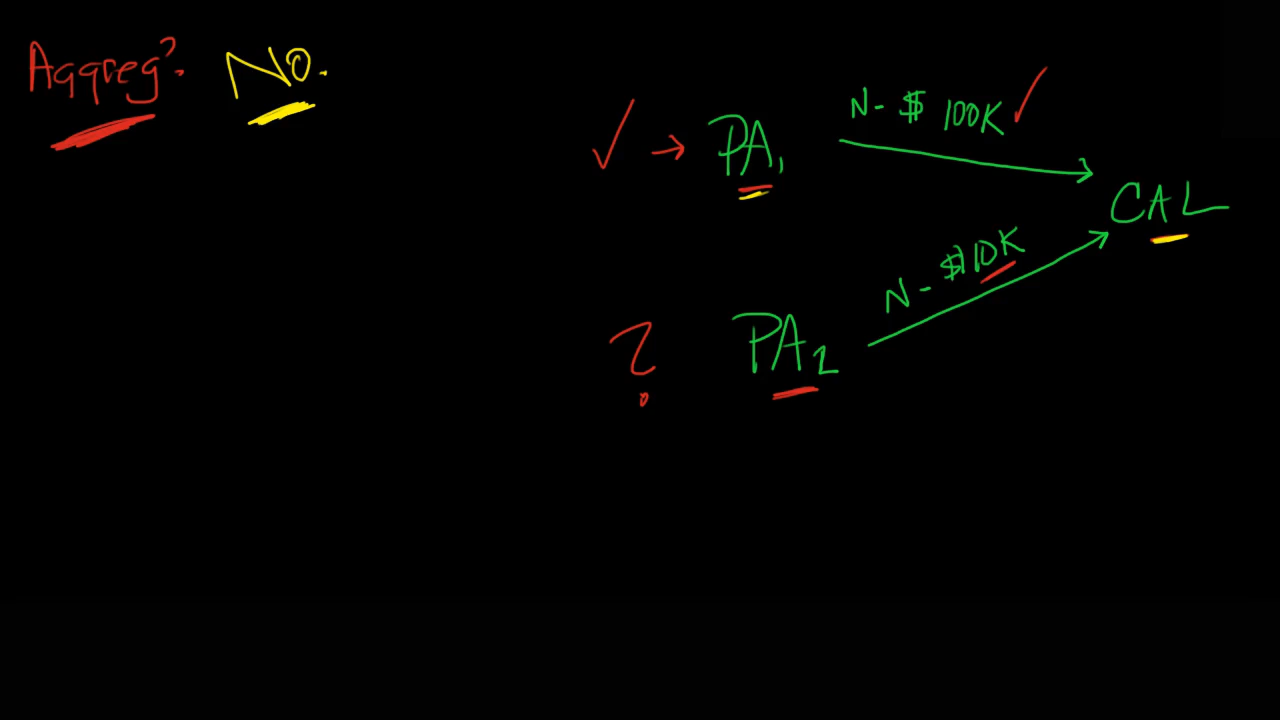 Aggreg? No.
✓ → PA1 N- $ 100K ✓
CAL
N- $10K
? PA2